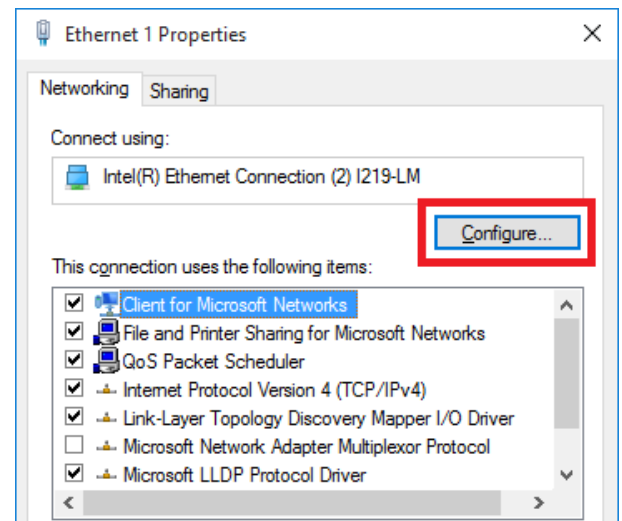 Ethernet 1 Properties
Networking
Sharing
Connect using:
Intel(R) Ethernet Connection (2) I219-LM
Configure...
This connection uses the following items:
Client for Microsoft Networks
File and Printer Sharing for Microsoft Networks
QoS Packet Scheduler
Internet Protocol Version 4 (TCP/IPv4)
Link-Layer Topology Discovery Mapper I/O Driver
Microsoft Network Adapter Multiplexor Protocol
Microsoft LLDP Protocol Driver